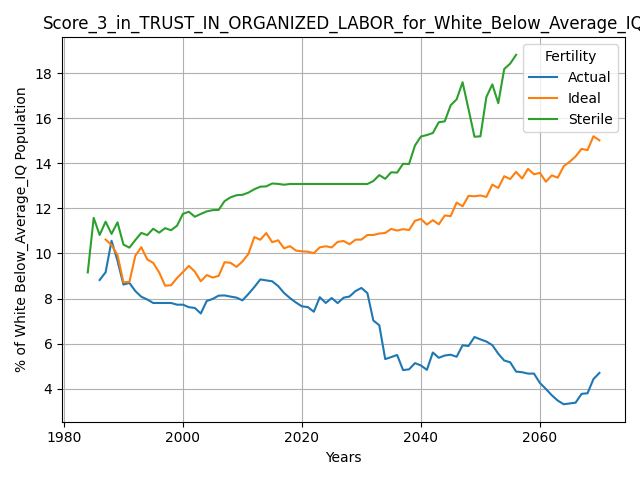 Score_3_in_TRUST_IN_ORGANIZED_LABOR_for_White_Below_Average_IQ
Fertility
Actual
Ideal
Sterile
% of White Below_Average_IQ Population
18
16
14
12
10
8
6
4
1980 2000 2020 2040 2060
Years